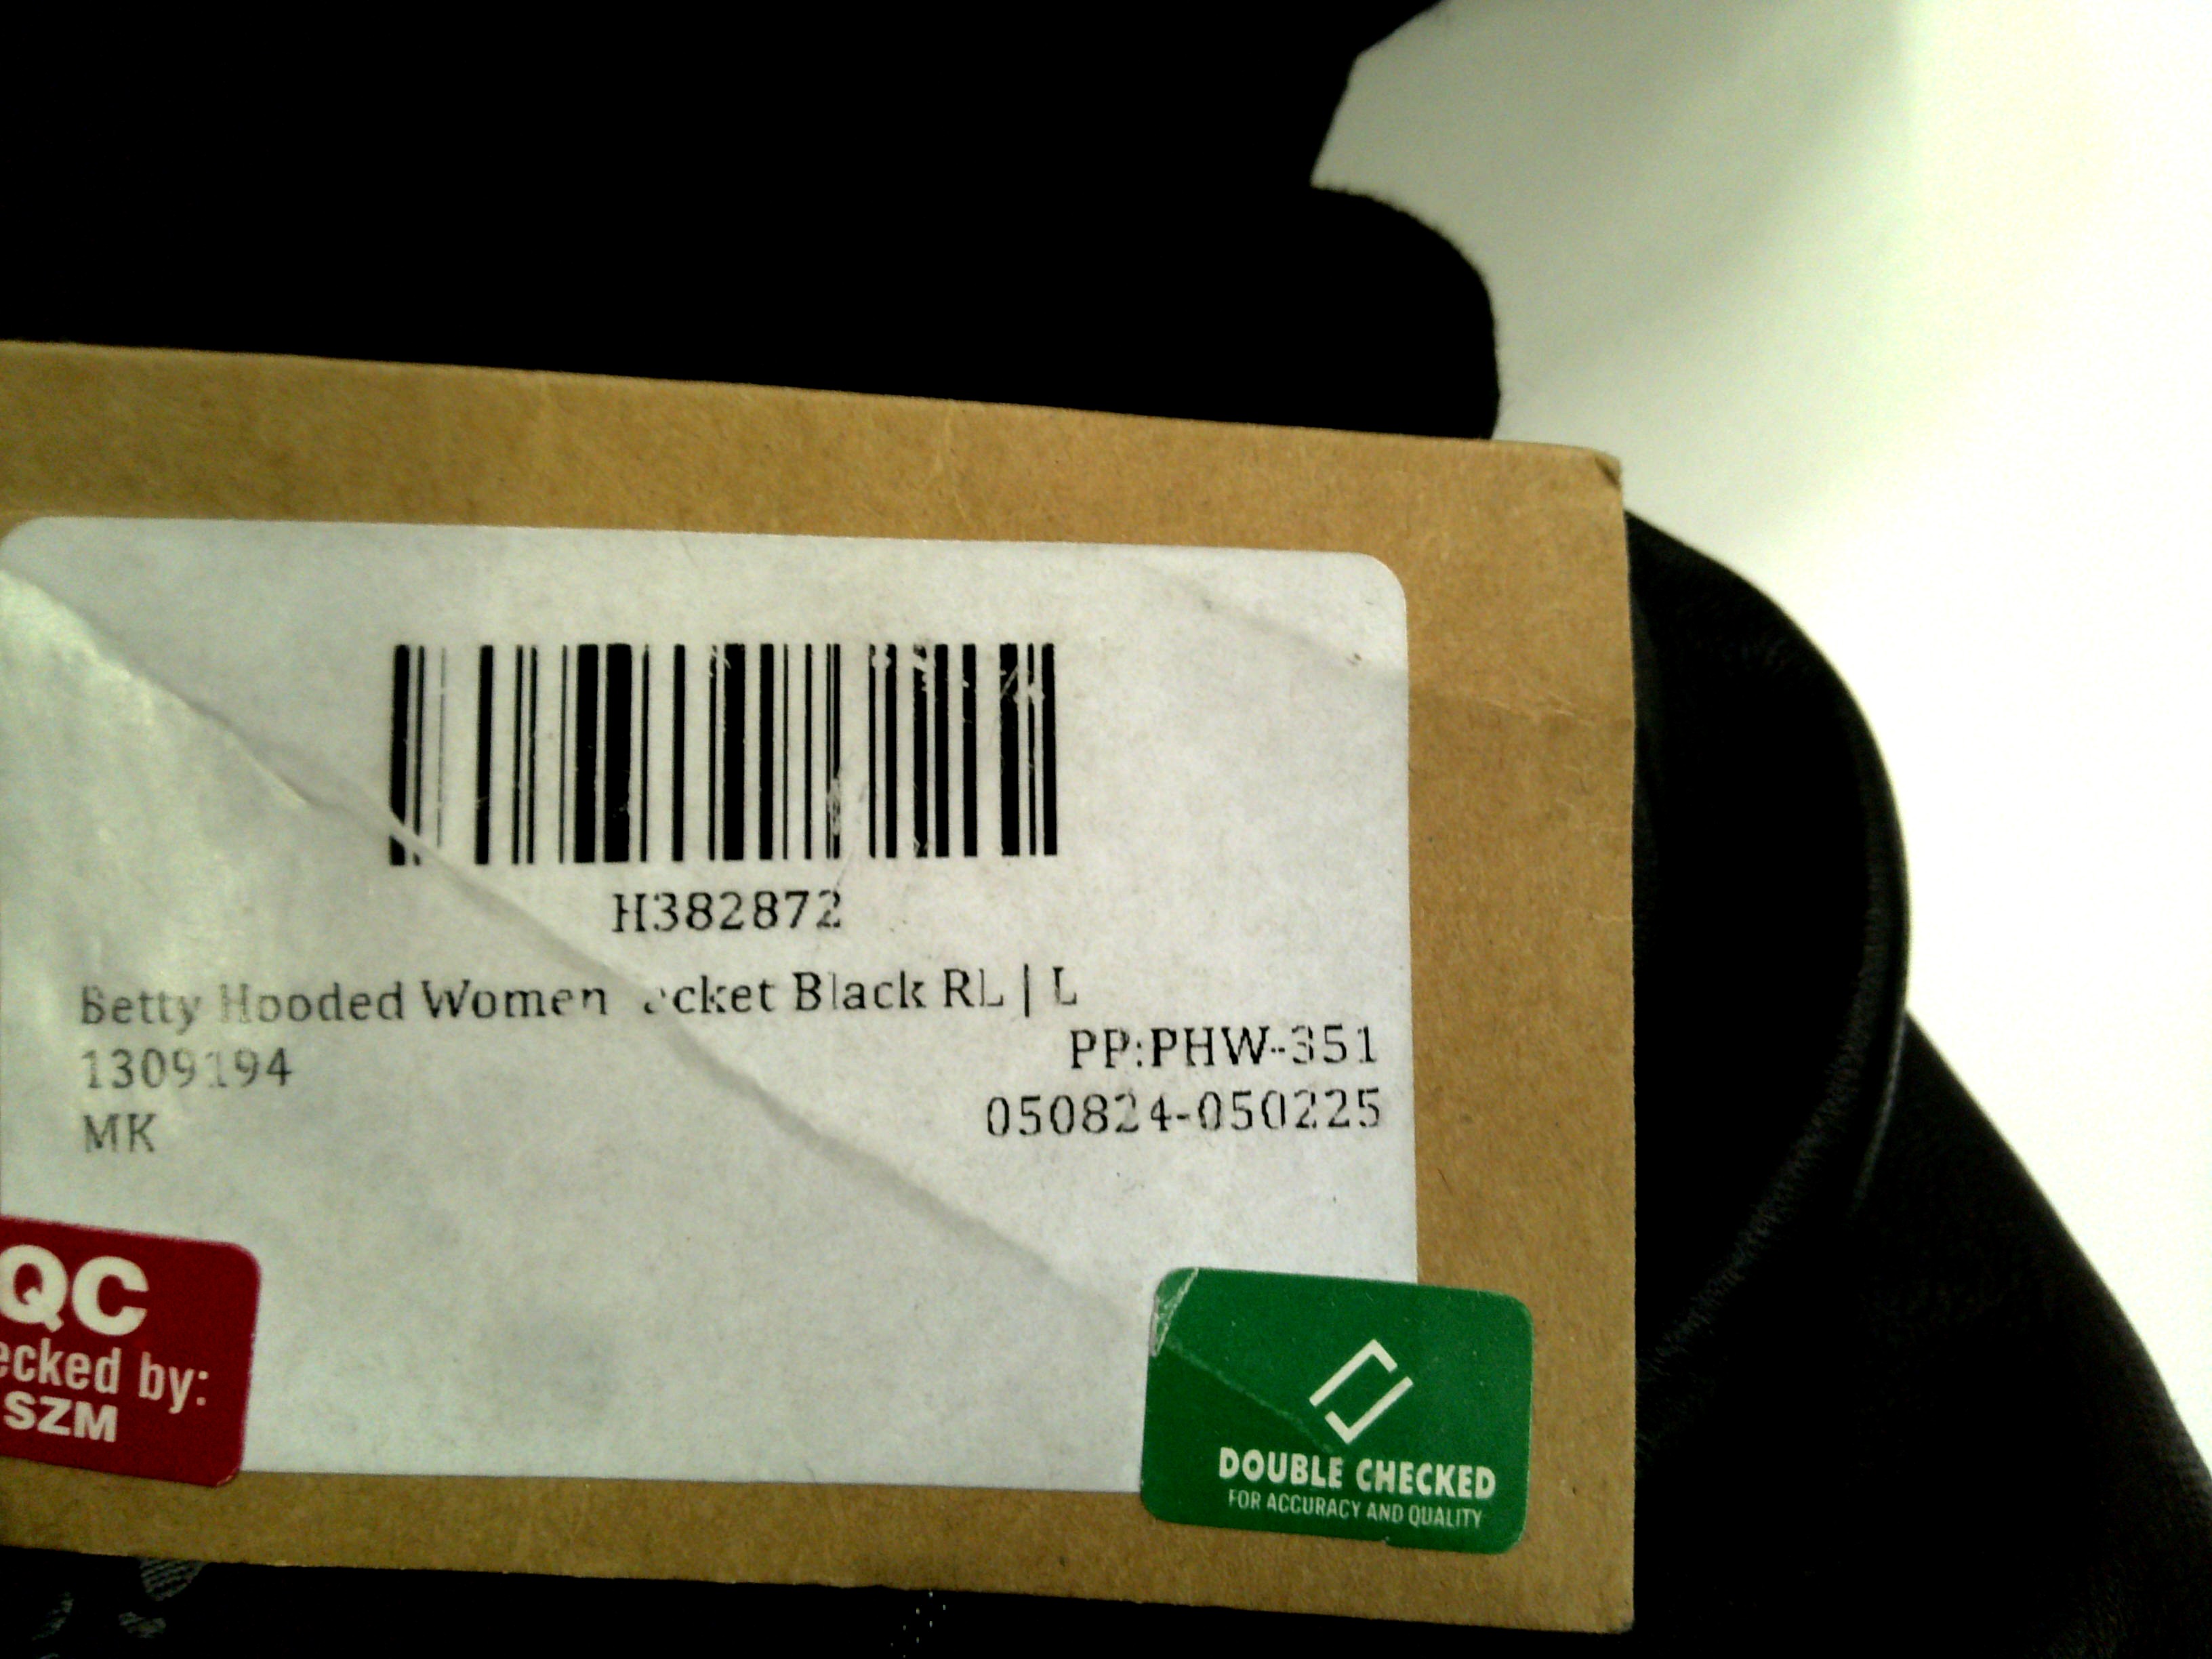 H382872
Betty Hooded Women Black RL | L
PP:PHW-351
1309194
050824-050225
MK
QC
ecked by:
SZM
DOUBLE CHECKED
FOR ACCURACY AND QUALITY